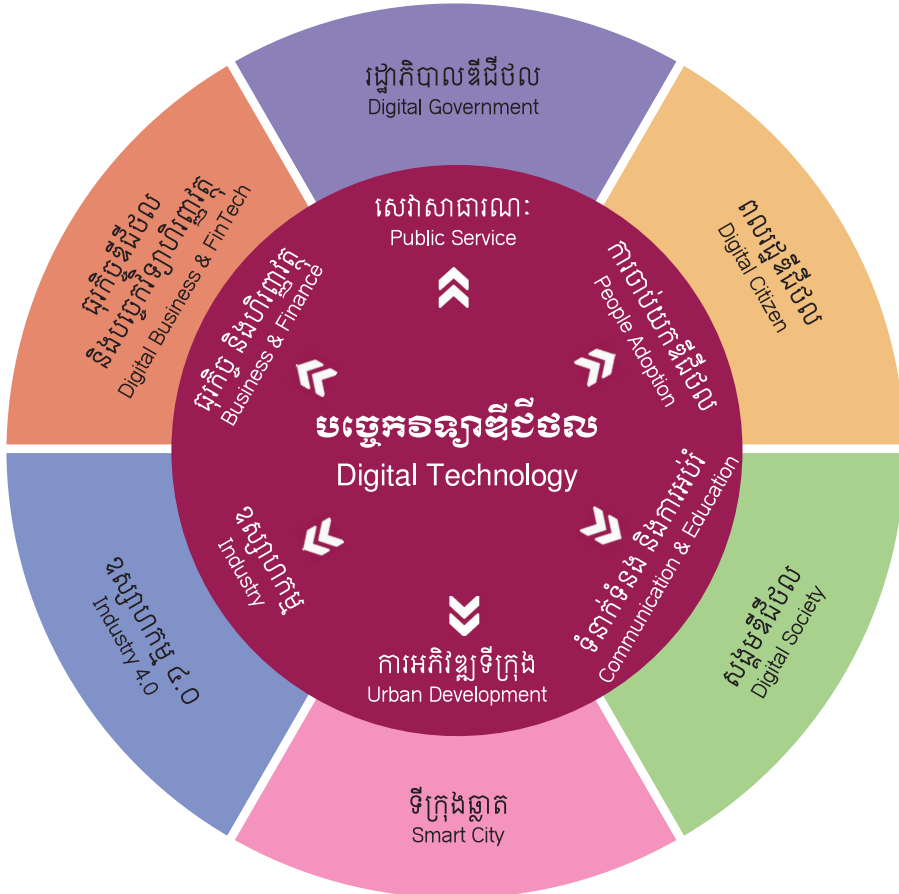 រដ្ឋាភិបាលឌីជីថល
Digital Government
ពលរដ្ឋឌីជីថល
Digital Citizen
សង្គមឌីជីថល
Digital Society
ទីក្រុងឆ្លាត
Smart City
ឧស្សាហកម្ម ៤.០
Industry 4.0
ធុរកិច្ចឌីជីថល
និងបច្ចេកវិទ្យាហិរញ្ញវត្ថុ
Digital Business & FinTech
សេវាសាធារណៈ
Public Service
ការចាប់យកឌីជីថល
People Adoption
ទំនាក់ទំនង និងការអប់រំ
Communication & Education
ការអភិវឌ្ឍទីក្រុង
Urban Development
ឧស្សាហកម្ម
Industry
ធុរកិច្ច និងហិរញ្ញវត្ថុ
Business & Finance
បច្ចេកវិទ្យាឌីជីថល
Digital Technology